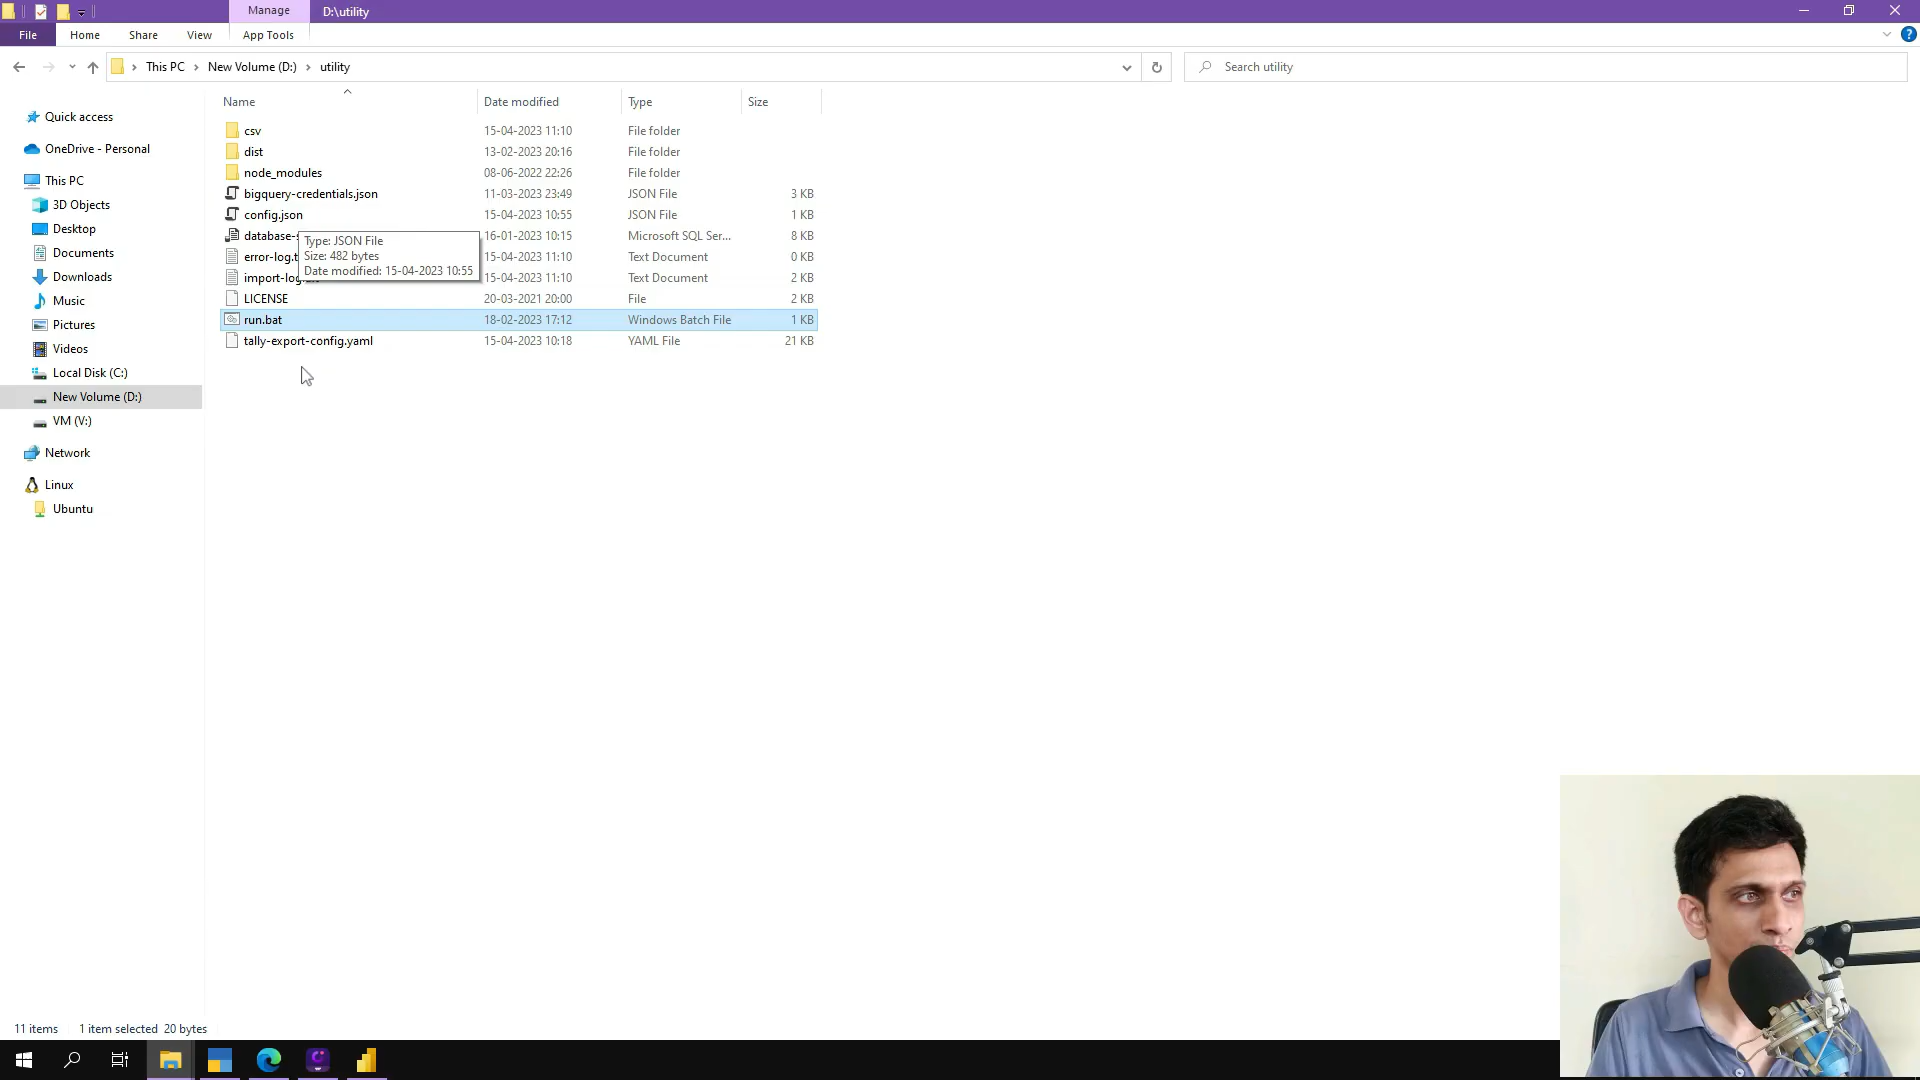 Manage
D:\utility
File
Home
Share
View
App Tools
This PC
New Volume (D:)
utility
Search utility
Name
Date modified
Type
Size
Quick access
OneDrive - Personal
This PC
3D Objects
Desktop
Documents
Downloads
Music
Pictures
Videos
Local Disk (C:)
New Volume (D:)
VM (V:)
Network
Linux
Ubuntu
csv 15-04-2023 11:10 File folder
dist 13-02-2023 20:16 File folder
node_modules 08-06-2022 22:26 File folder
bigquery-credentials.json 11-03-2023 23:49 JSON File 3 KB
config.json 15-04-2023 10:55 JSON File 1 KB
database-s 16-01-2023 10:15 Microsoft SQL Ser... 8 KB
error-log.t 15-04-2023 11:10 Text Document 0 KB
import-log 15-04-2023 11:10 Text Document 2 KB
LICENSE 20-03-2021 20:00 File 2 KB
run.bat 18-02-2023 17:12 Windows Batch File 1 KB
tally-export-config.yaml 15-04-2023 10:18 YAML File 21 KB
Type: JSON File
Size: 482 bytes
Date modified: 15-04-2023 10:55
11 items
1 item selected 20 bytes